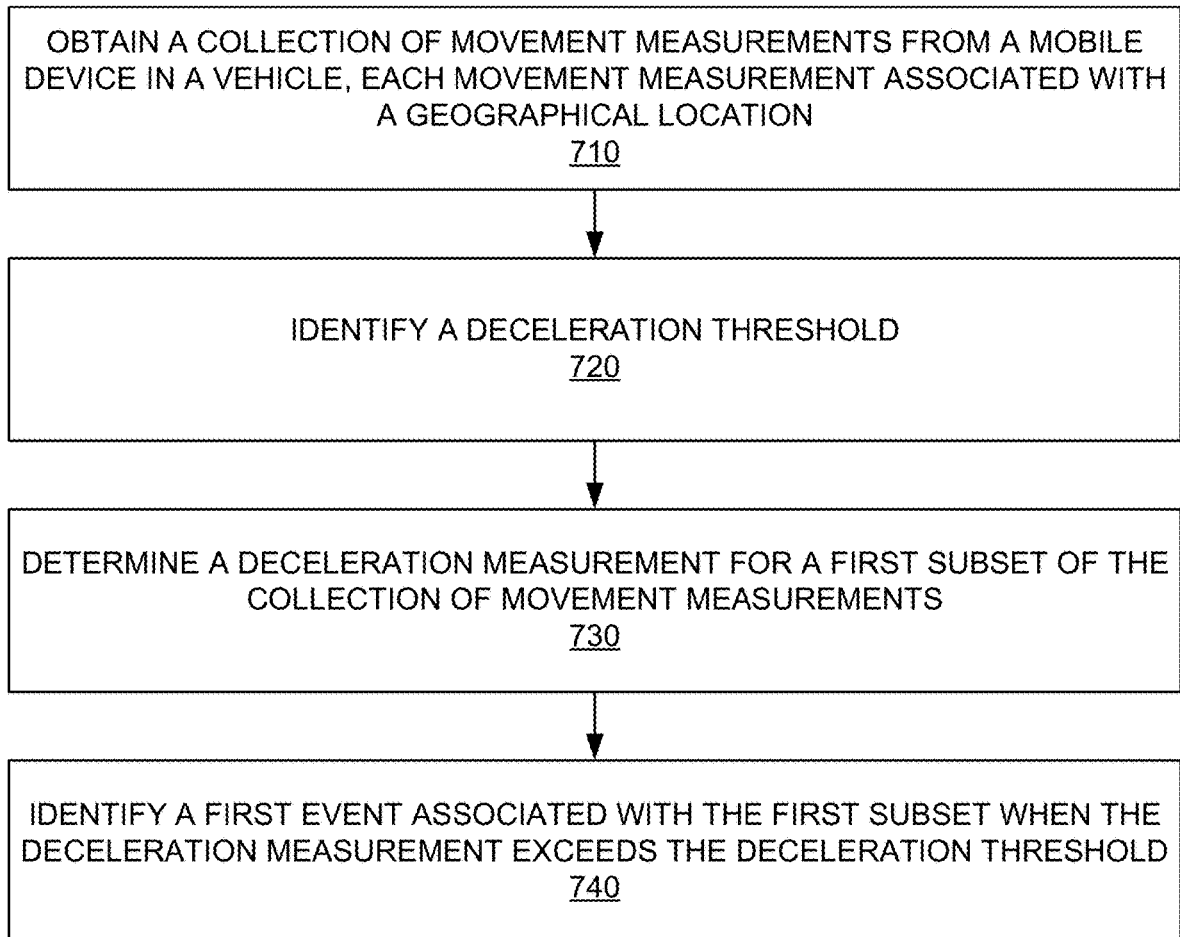 OBTAIN A COLLECTION OF MOVEMENT MEASUREMENTS FROM A MOBILE
DEVICE IN A VEHICLE, EACH MOVEMENT MEASUREMENT ASSOCIATED WITH
A GEOGRAPHICAL LOCATION
710
IDENTIFY A DECELERATION THRESHOLD
720
DETERMINE A DECELERATION MEASUREMENT FOR A FIRST SUBSET OF THE
COLLECTION OF MOVEMENT MEASUREMENTS
730
IDENTIFY A FIRST EVENT ASSOCIATED WITH THE FIRST SUBSET WHEN THE
DECELERATION MEASUREMENT EXCEEDS THE DECELERATION THRESHOLD
740